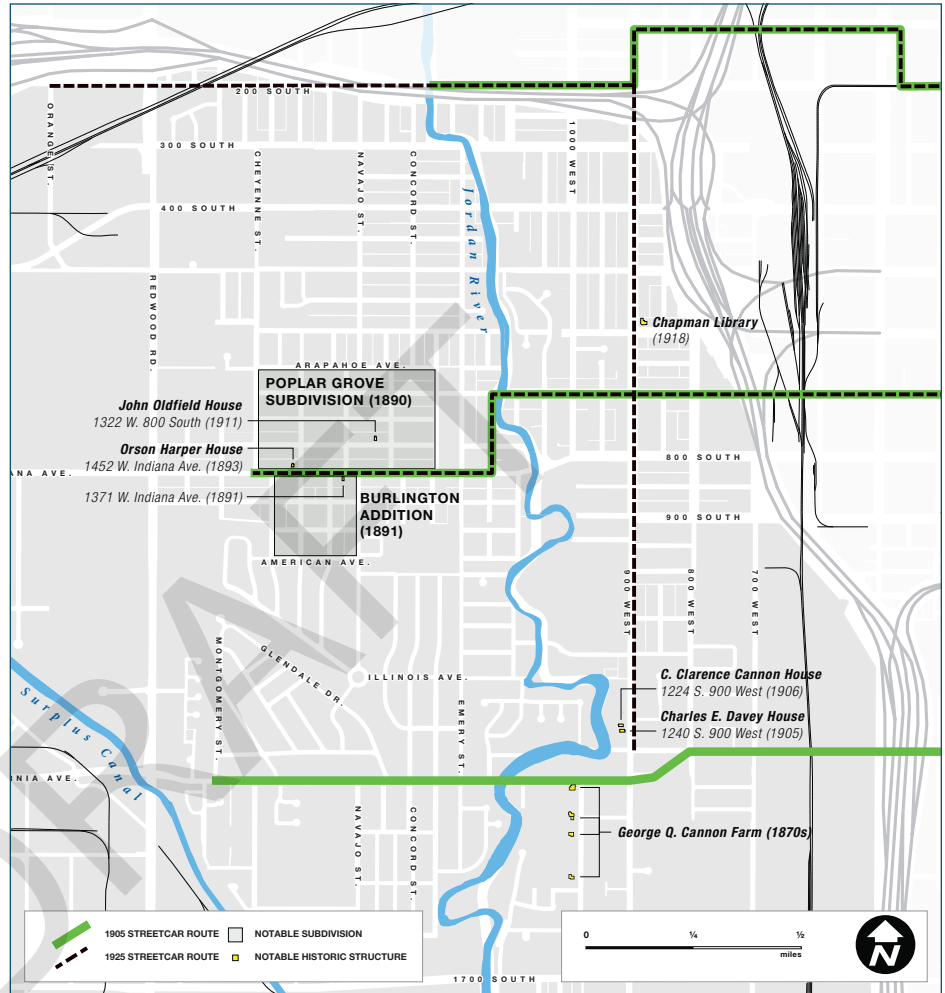 200 SOUTH
ORANGE ST.
300 SOUTH
CHEYENNE ST.
NAVAJO ST.
CONCORD ST.
1000 WEST
400 SOUTH
Jordan River
REDWOOD RD.
Chapman Library
(1918)
ARAPAHOE AVE.
POPLAR GROVE
SUBDIVISION (1890)
John Oldfield House
1322 W. 800 South (1911)
Orson Harper House
1452 W. Indiana Ave. (1893)
ANA AVE.
800 SOUTH
1371 W. Indiana Ave. (1891)
BURLINGTON
ADDITION
(1891)
900 SOUTH
AMERICAN AVE.
900 WEST
800 WEST
700 WEST
MONTGOMERY ST.
GLENDALE DR.
ILLINOIS AVE.
EMERY ST.
C. Clarence Cannon House
1224 S. 900 West (1906)
Charles E. Davey House
1240 S. 900 West (1905)
Surplus Canal
RNIA AVE.
NAVAJO ST.
CONCORD ST.
George Q. Cannon Farm (1870s)
DRAFT
1905 STREETCAR ROUTE
NOTABLE SUBDIVISION
1925 STREETCAR ROUTE
NOTABLE HISTORIC STRUCTURE
0 ¼ ½
miles
N
1700 SOUTH